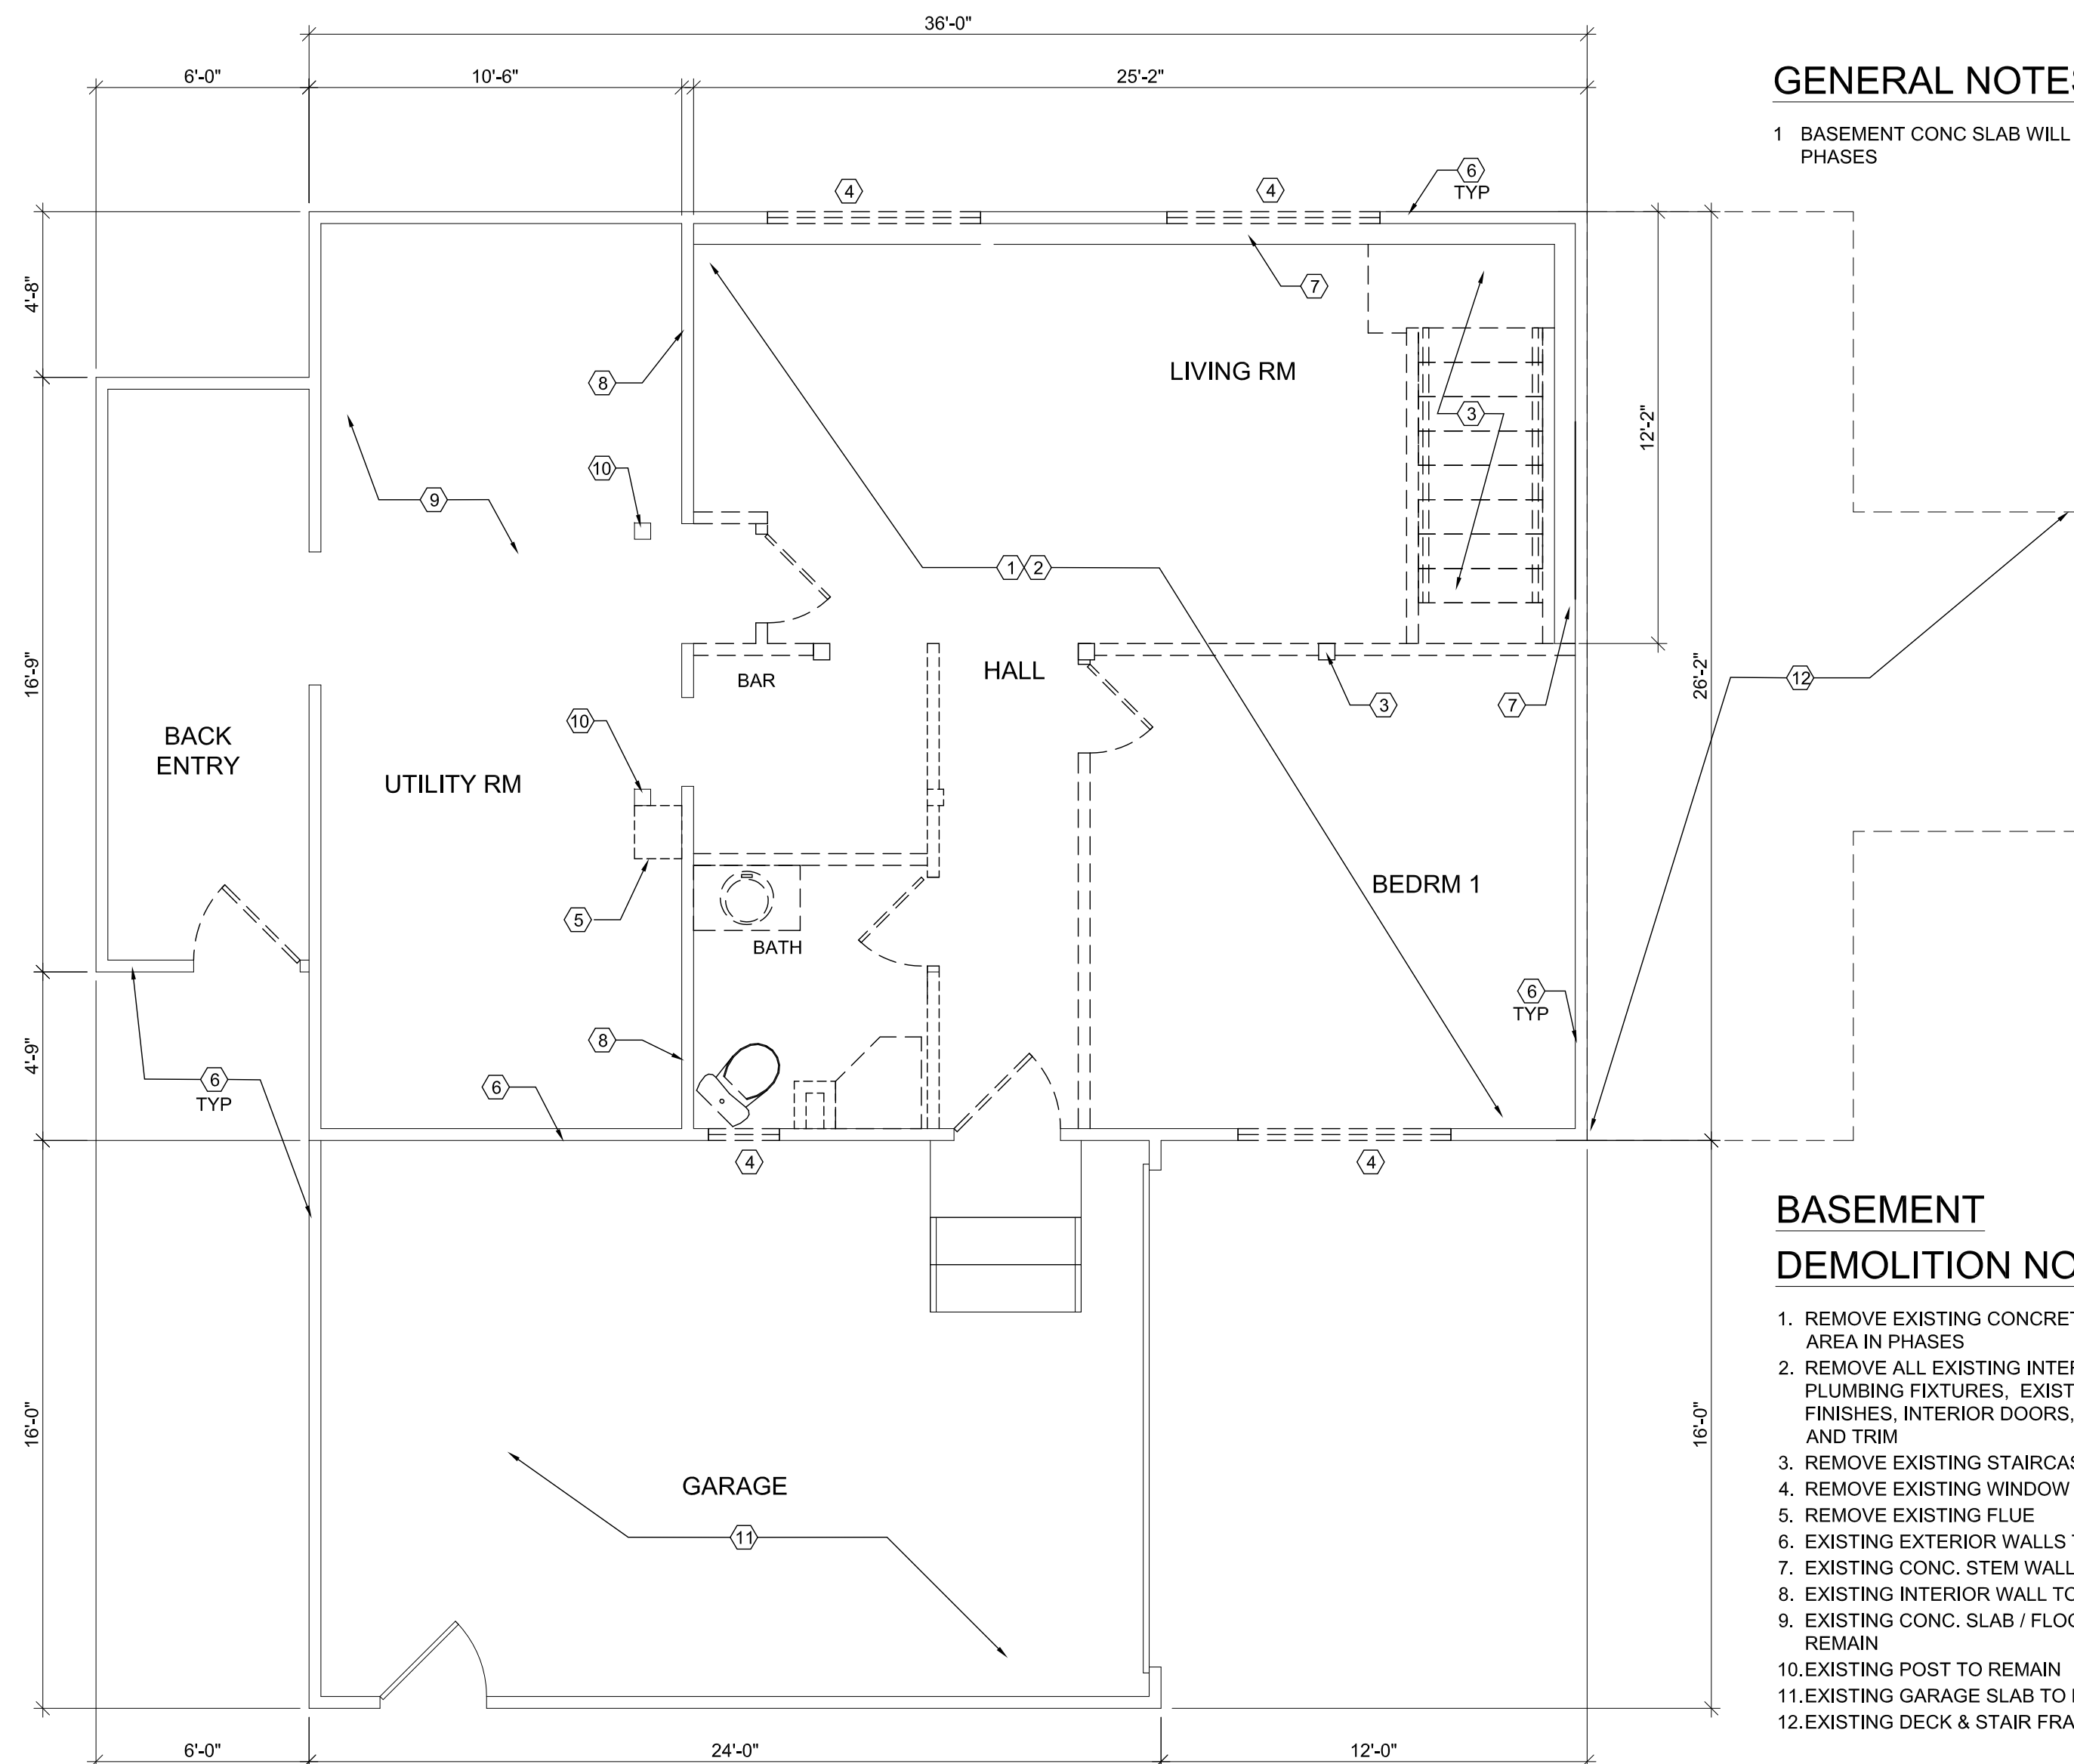 36'-0"
6'-0"
10'-6"
25'-2"
GENERAL NOTES
1 BASEMENT CONC SLAB WILL
PHASES
4
4
6
TYP
7
4'-8"
8
LIVING RM
3
12'-2"
10
9
1 2
16'-9"
BAR
HALL
26'-2"
12
3
7
10
BACK
ENTRY
UTILITY RM
5
BEDRM 1
BATH
6
TYP
4'-9"
8
6
TYP
6
4
4
BASEMENT
DEMOLITION NO
1. REMOVE EXISTING CONCRET
AREA IN PHASES
2. REMOVE ALL EXISTING INTER
PLUMBING FIXTURES, EXIST
FINISHES, INTERIOR DOORS,
AND TRIM
3. REMOVE EXISTING STAIRCAS
4. REMOVE EXISTING WINDOW
5. REMOVE EXISTING FLUE
6. EXISTING EXTERIOR WALLS T
7. EXISTING CONC. STEM WALL
8. EXISTING INTERIOR WALL TO
9. EXISTING CONC. SLAB / FLOO
REMAIN
10.EXISTING POST TO REMAIN
11.EXISTING GARAGE SLAB TO
12.EXISTING DECK & STAIR FRA
16'-0"
16'-0"
GARAGE
11
6'-0"
24'-0"
12'-0"